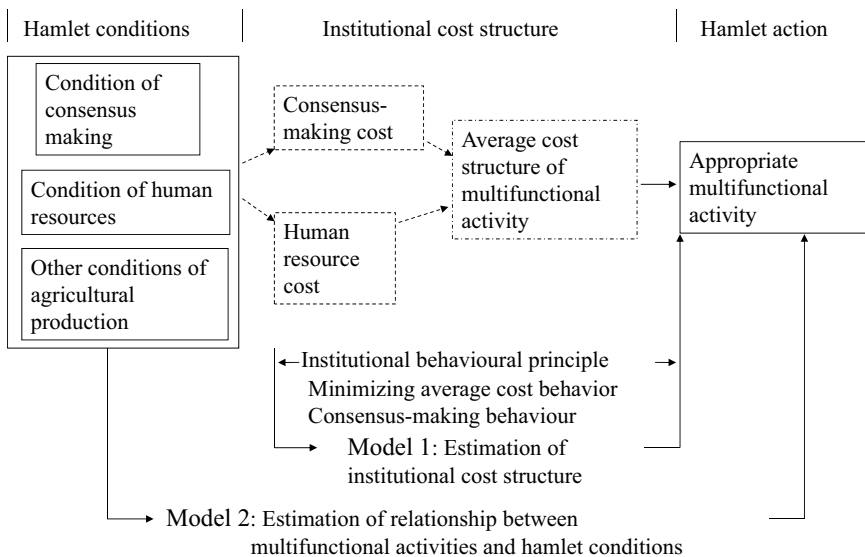 Hamlet conditions
Institutional cost structure
Hamlet action
Condition of
consensus
making
Condition of human
resources
Other conditions of
agricultural
production
Consensus-
making cost
Human
resource
cost
Average cost
structure of
multifunctional
activity
Appropriate
multifunctional
activity
Institutional behavioural principle
Minimizing average cost behavior
Consensus-making behaviour
Model 1: Estimation of
institutional cost structure
Model 2: Estimation of relationship between
multifunctional activities and hamlet conditions